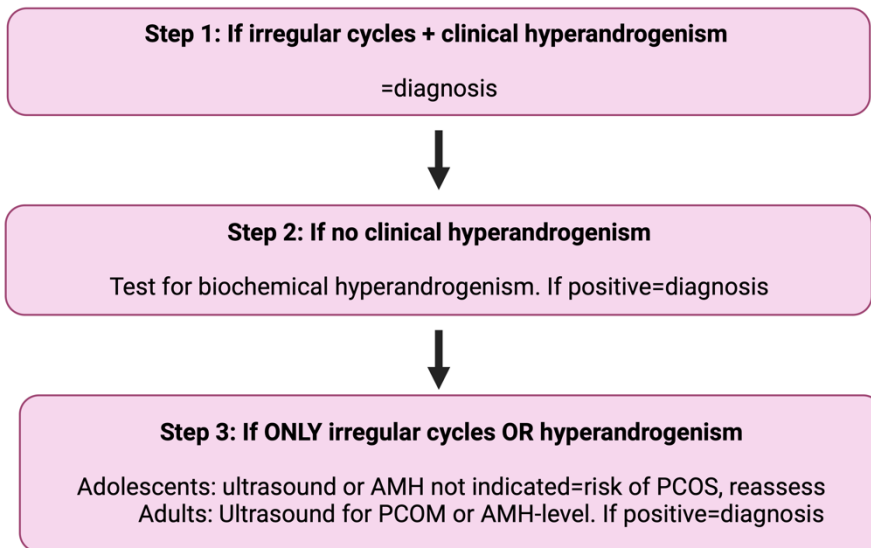 Step 1: If irregular cycles + clinical hyperandrogenism
=diagnosis
Step 2: If no clinical hyperandrogenism
Test for biochemical hyperandrogenism. If positive=diagnosis
Step 3: If ONLY irregular cycles OR hyperandrogenism
Adolescents: ultrasound or AMH not indicated=risk of PCOS, reassess
Adults: Ultrasound for PCOM or AMH-level. If positive=diagnosis